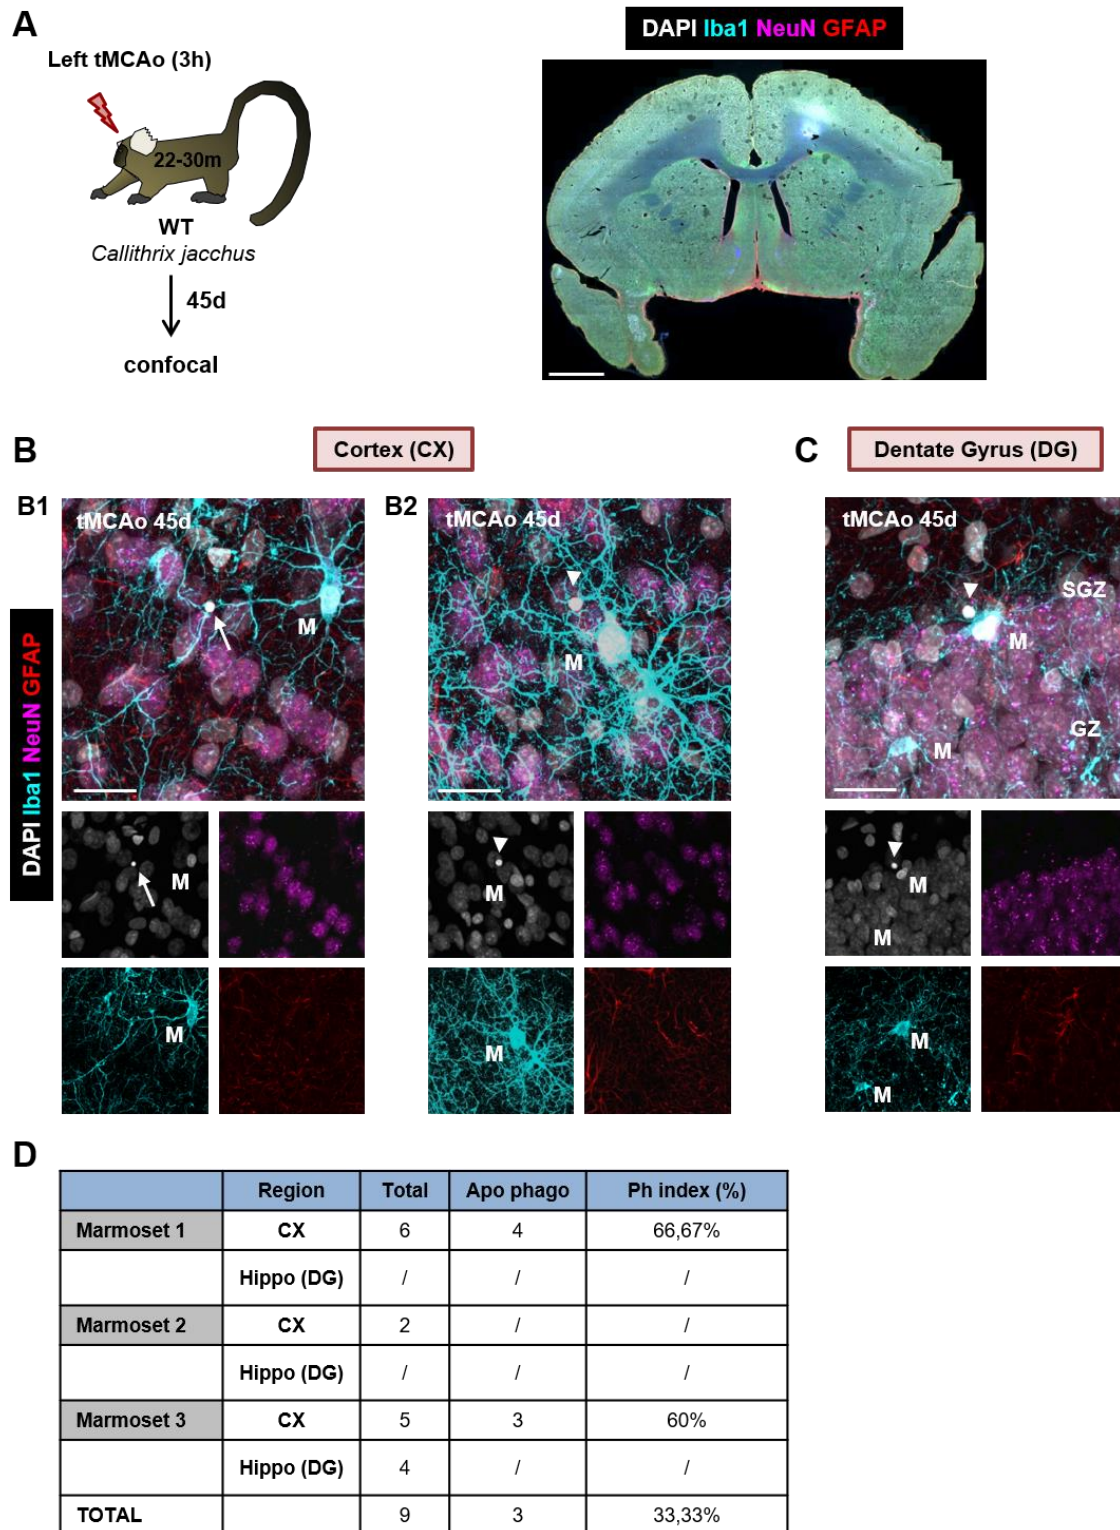 A
Left tMCAo (3h)
22-30m
WT
Callithrix jacchus
45d
confocal
DAPI Iba1 NeuN GFAP
B
Cortex (CX)
C
Dentate Gyrus (DG)
B1
tMCAo 45d
M
B2
tMCAo 45d
M
tMCAo 45d
SGZ
M
GZ
M
DAPI Iba1 NeuN GFAP
M
M
M
M
M
M
M
M
D
Region Total Apo phago Ph index (%)
Marmoset 1 CX 6 4 66,67%
Hippo (DG) / / /
Marmoset 2 CX 2 / /
Hippo (DG) / / /
Marmoset 3 CX 5 3 60%
Hippo (DG) 4 / /
TOTAL 9 3 33,33%